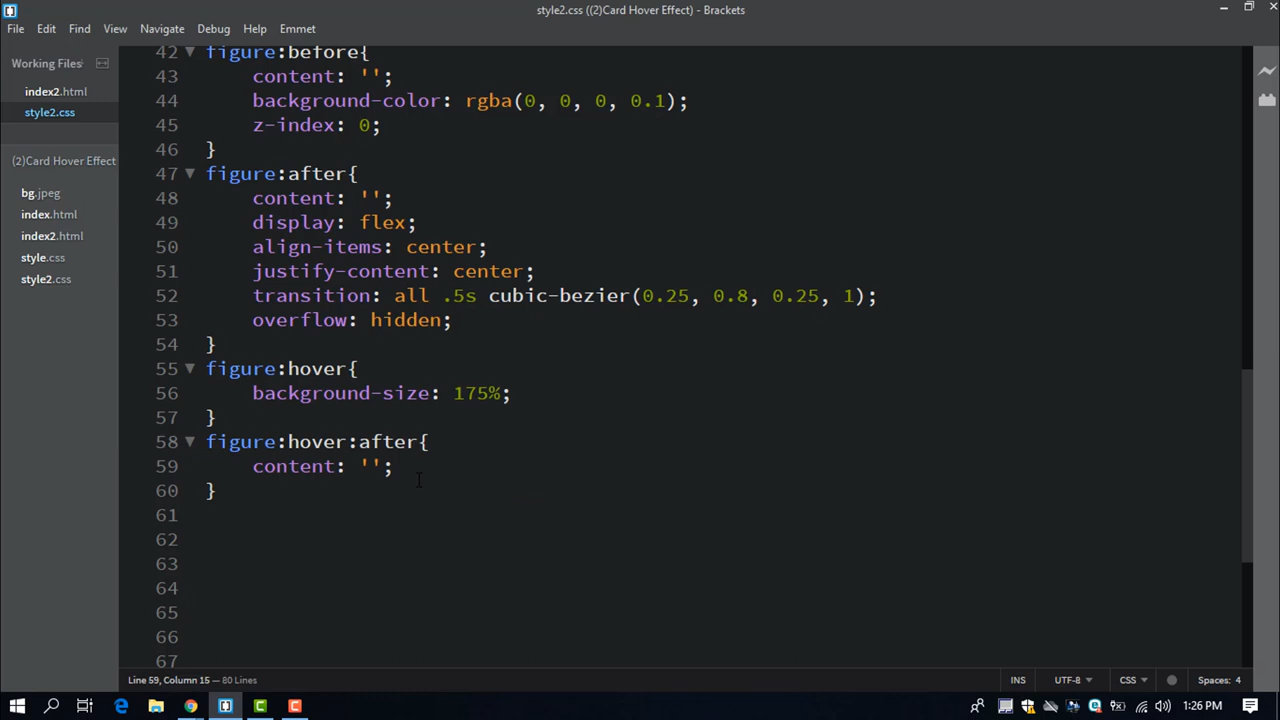 style2.css ((2)Card Hover Effect) - Brackets
File Edit Find View Navigate Debug Help Emmet
Working Files
index2.html
style2.css
(2)Card Hover Effect
bg.jpeg
index.html
index2.html
style.css
style2.css
42 figure:before{
43 content: '';
44 background-color: rgba(0, 0, 0, 0.1);
45 z-index: 0;
46 }
47 figure:after{
48 content: '';
49 display: flex;
50 align-items: center;
51 justify-content: center;
52 transition: all .5s cubic-bezier(0.25, 0.8, 0.25, 1);
53 overflow: hidden;
54 }
55 figure:hover{
56 background-size: 175%;
57 }
58 figure:hover:after{
59 content: '';
60 }
61
62
63
64
65
66
67
Line 59, Column 15 — 80 Lines INS UTF-8 CSS Spaces: 4
1:26 PM